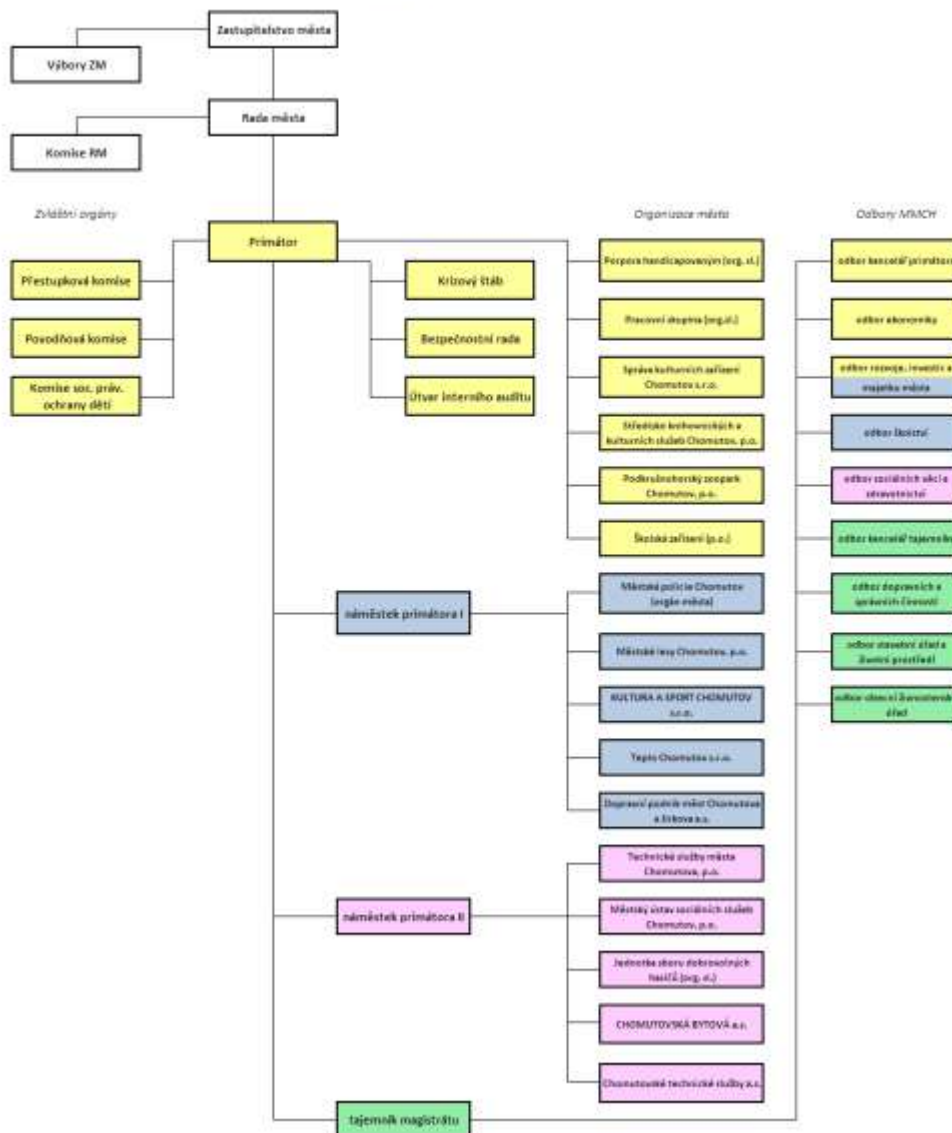 Zastupitelstvo města
Výbory ZM
Rada města
Komise RM
Zvláštní orgány
Organizace města
Odbory MMCH
Primátor
Přestupková komise
Povodňová komise
Komise soc. práv.
ochrany dětí
Krizový štáb
Bezpečnostní rada
Útvar interního auditu
Porpora handicapovaným (org. sl.)
Pracovní skupina (org.sl.)
Správa kulturních zařízení
Chomutov s.r.o.
Středisko knihovnických a
kulturních služeb Chomutov, p.o.
Podkrušnohorský zoopark
Chomutov, p.o.
Školská zařízení (p.o.)
odbor kancelář primátora
odbor ekonomiky
odbor rozvoje, investic a
majetku města
odbor školství
odbor sociálních věcí a
zdravotnictví
odbor kancelář tajemníka
odbor dopravních a
správních činností
odbor stavební úřad a
životní prostředí
odbor obecní živnostenský
úřad
náměstek primátora I
Městská policie Chomutov
(orgán města)
Městské lesy Chomutov, p.o.
KULTURA A SPORT CHOMUTOV
s.r.o.
Teplo Chomutov s.r.o.
Dopravní podnik měst Chomutova
a Jirkova a.s.
náměstek primátora II
Technické služby města
Chomutova, p.o.
Městský ústav sociálních služeb
Chomutov, p.o.
Jednotka sboru dobrovolných
hasičů (org. sl.)
CHOMUTOVSKÁ BYTOVÁ a.s.
Chomutovské technické služby a.s.
tajemník magistrátu